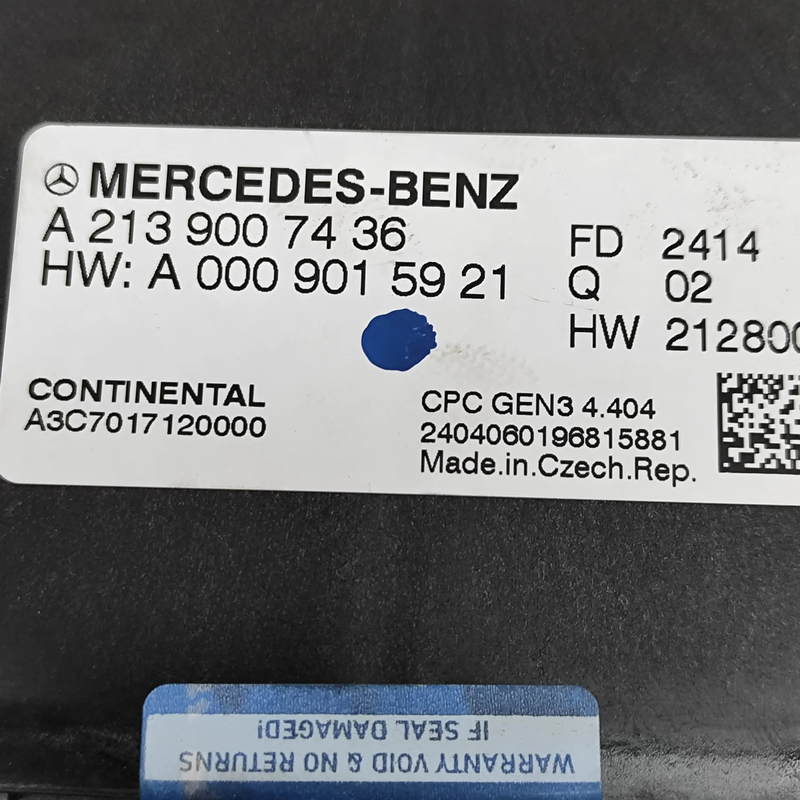 MERCEDES-BENZ
A 213 900 74 36
HW: A 000 901 59 21
FD 2414
Q 02
HW 212800
CONTINENTAL
A3C7017120000
CPC GEN3 4.404
2404060196815881
Made.in.Czech.Rep.
WARRANTY VOID & NO RETURNS
IF SEAL DAMAGED!